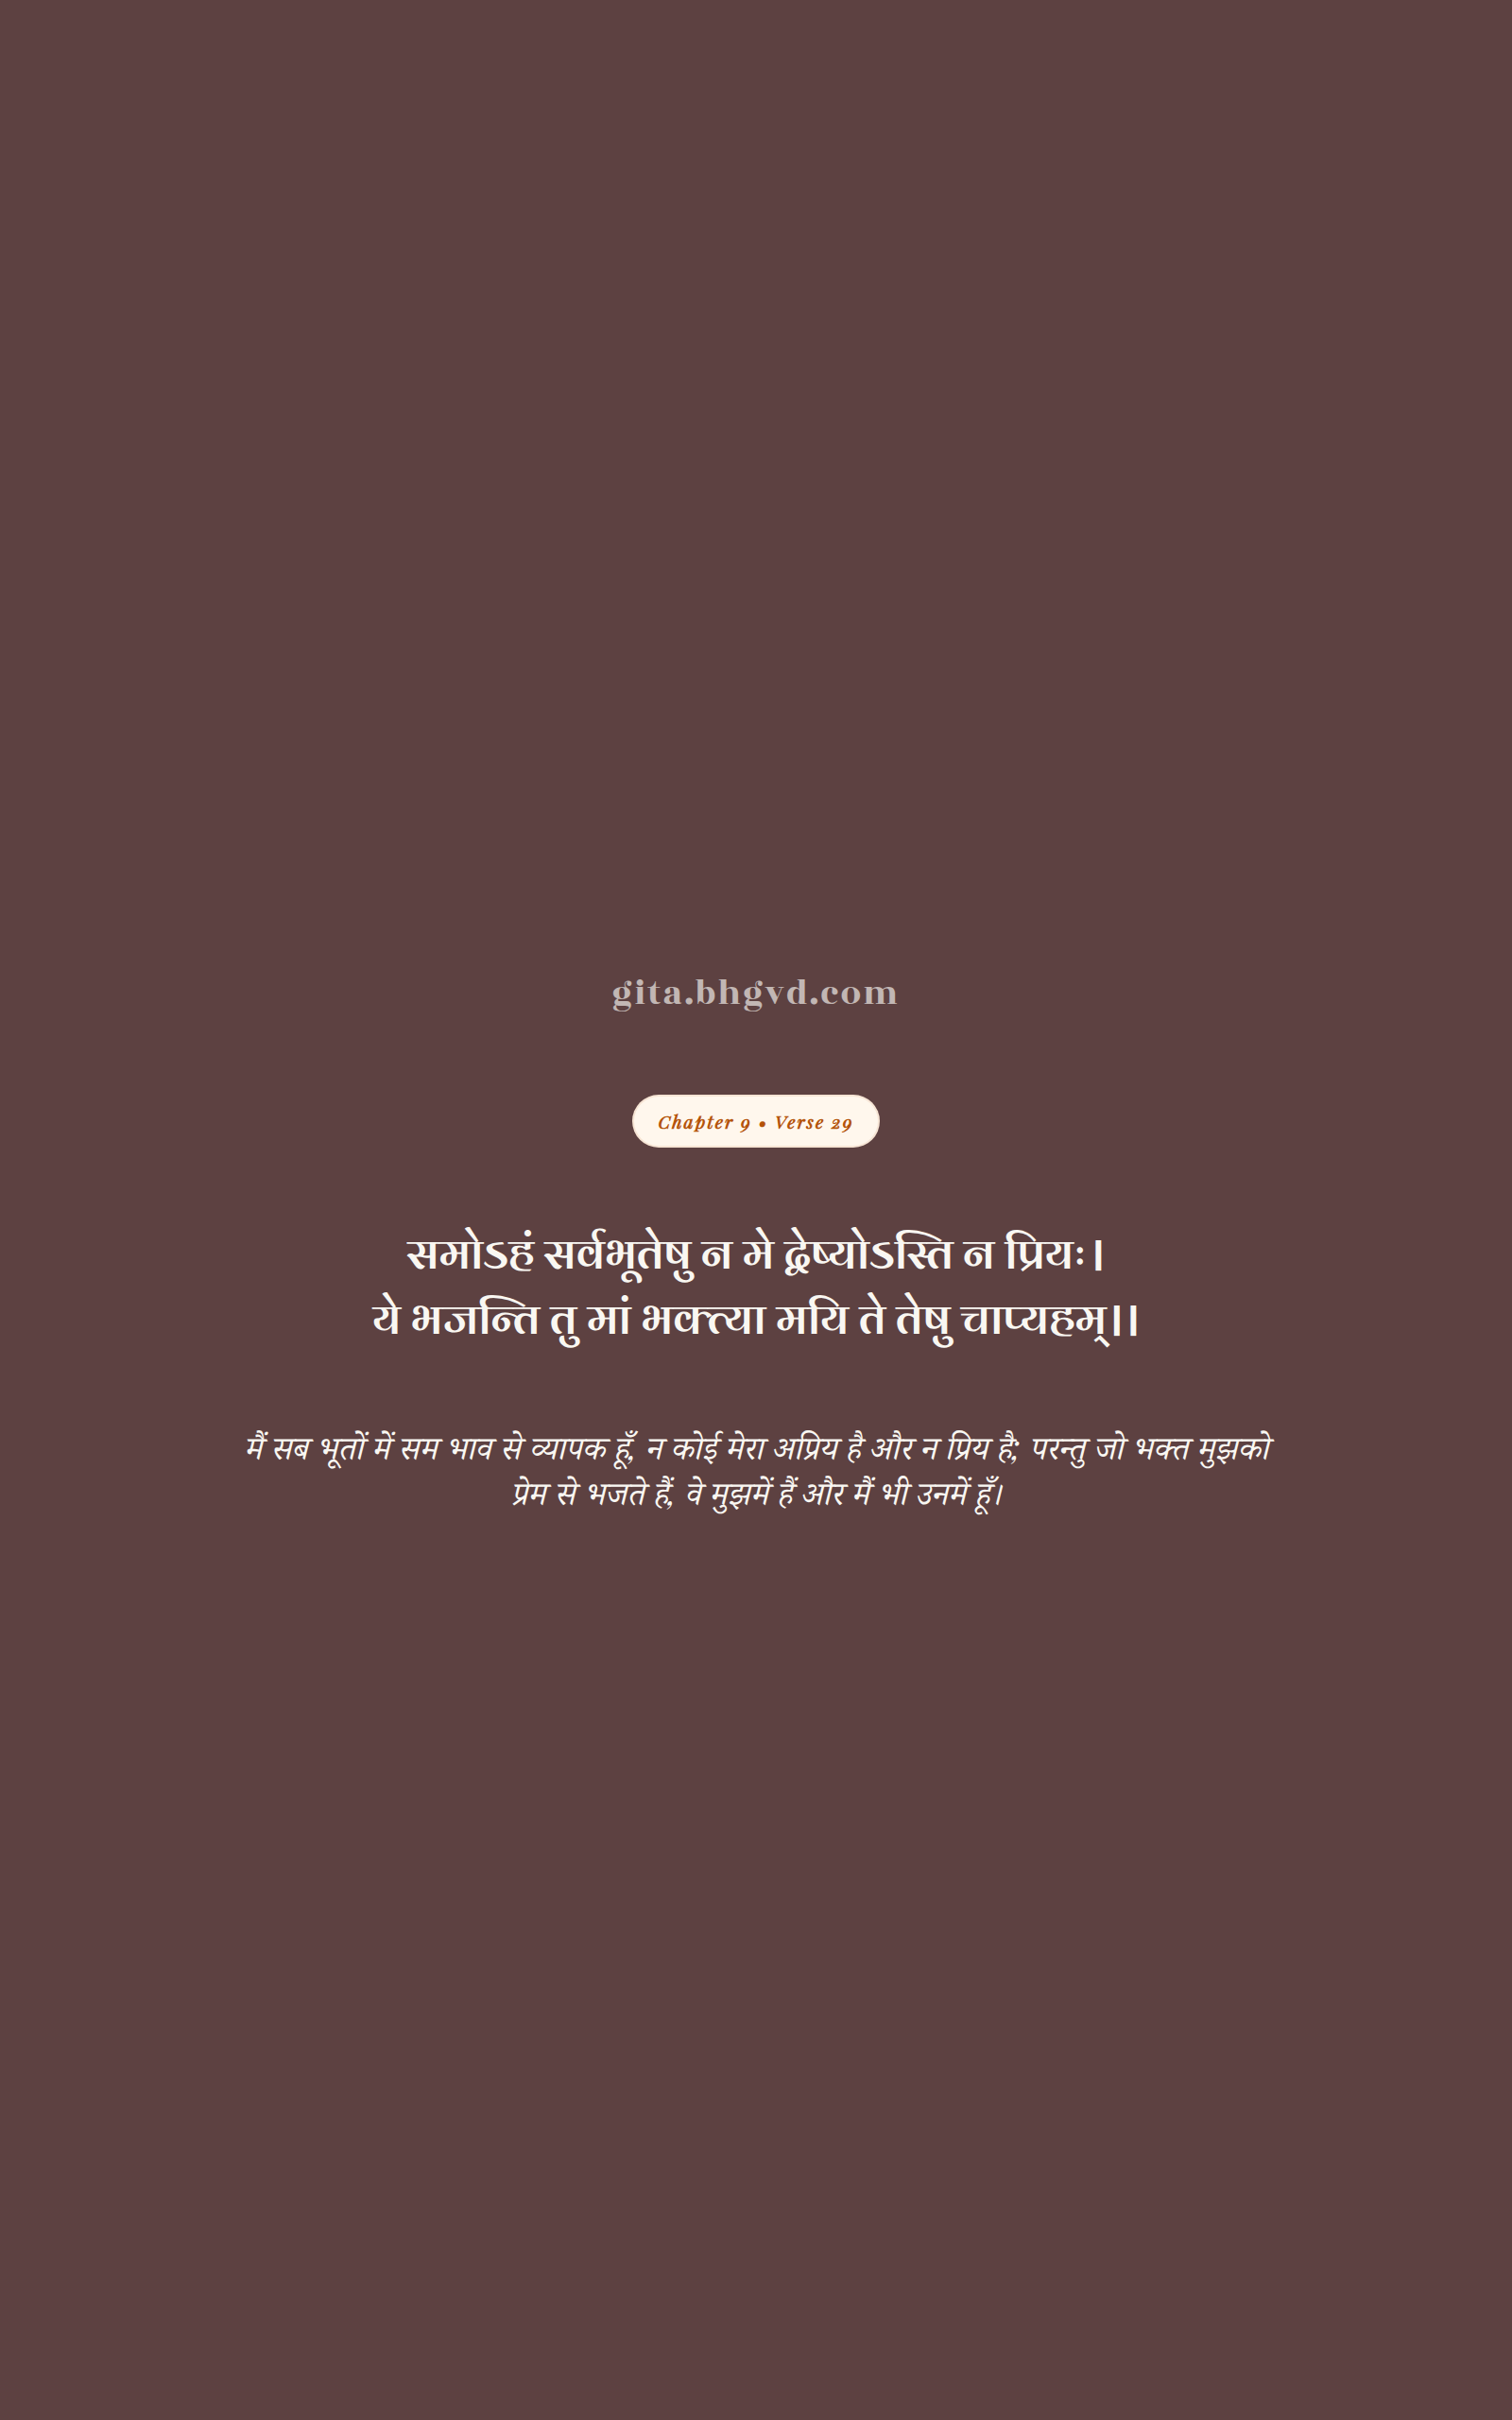 gita.bhgvd.com
Chapter 9 • Verse 29
समोऽहं सर्वभूतेषु न मे द्वेष्योऽस्ति न प्रियः।
ये भजन्ति तु मां भक्त्या मयि ते तेषु चाप्यहम्।।
मैं सब भूतों में सम भाव से व्यापक हूँ, न कोई मेरा अप्रिय है और न प्रिय है; परन्तु जो भक्त मुझको
प्रेम से भजते हैं, वे मुझमें हैं और मैं भी उनमें हूँ।